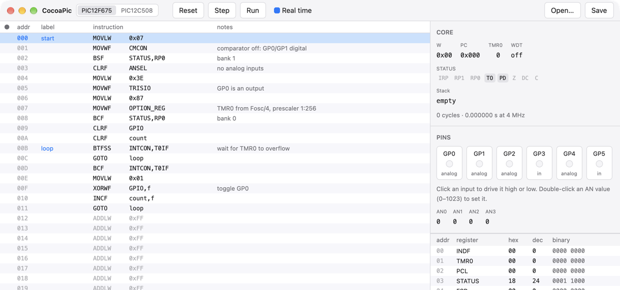 CocoaPic PIC12F675 PIC12C508 Reset Step Run Real time Open... Save
addr label instruction notes
000 start MOVLW 0x07
001 MOVWF CMCON comparator off: GP0/GP1 digital
002 BSF STATUS,RP0 bank 1
003 CLRF ANSEL no analog inputs
004 MOVLW 0x3E
005 MOVWF TRISIO GP0 is an output
006 MOVLW 0x87
007 MOVWF OPTION_REG TMR0 from Fosc/4, prescaler 1:256
008 BCF STATUS,RP0 bank 0
009 CLRF GPIO
00A CLRF count
00B loop BTFSS INTCON,T0IF wait for TMR0 to overflow
00C GOTO loop
00D BCF INTCON,T0IF
00E MOVLW 0x01
00F XORWF GPIO,f toggle GP0
010 INCF count,f
011 GOTO loop
012 ADDLW 0xFF
013 ADDLW 0xFF
014 ADDLW 0xFF
015 ADDLW 0xFF
016 ADDLW 0xFF
017 ADDLW 0xFF
018 ADDLW 0xFF
CORE
W PC TMR0 WDT
0x00 0x000 0x00 off
STATUS
IRP RP1 RP0 TO PD Z DC C
Stack
empty
0 cycles · 0.000000 s at 4 MHz
PINS
GP0 GP1 GP2 GP3 GP4 GP5
analog analog analog in analog in
Click an input to drive it high or low. Double-click an AN value
(0–1023) to set it.
AN0 AN1 AN2 AN3
0 0 0 0
addr register hex dec binary
00 INDF 00 0 0000 0000
01 TMR0 00 0 0000 0000
02 PCL 00 0 0000 0000
03 STATUS 18 24 0001 1000